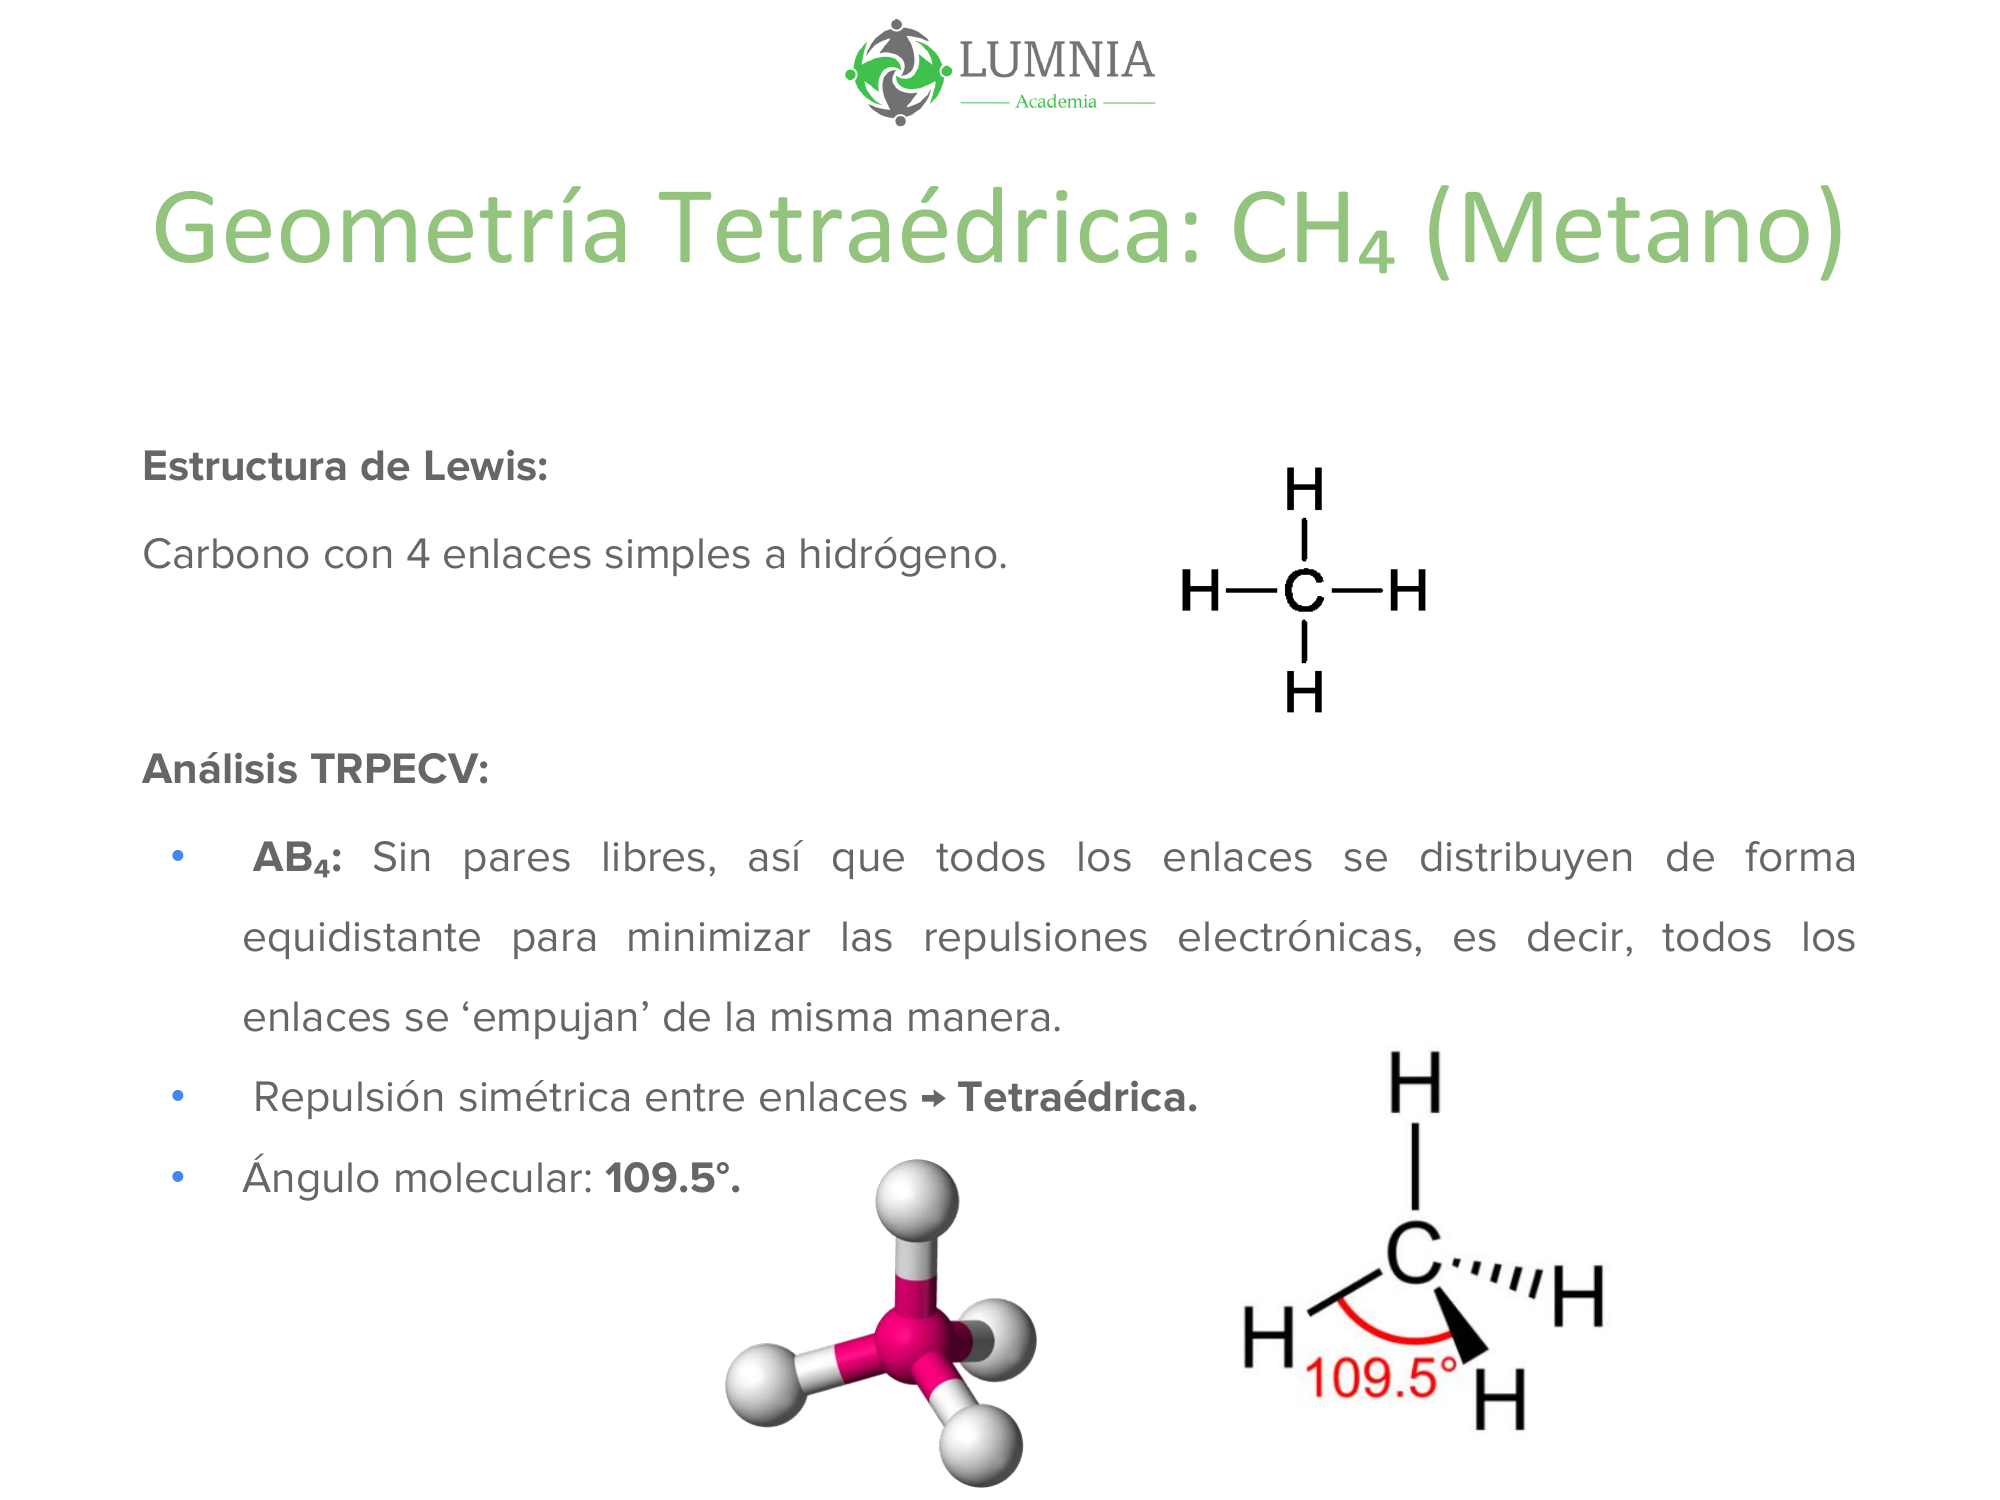 LUMNIA
Academia
Geometría Tetraédrica: CH₄ (Metano)
Estructura de Lewis:
Carbono con 4 enlaces simples a hidrógeno.
H
H—C—H
H
Análisis TRPECV:
• AB₄: Sin pares libres, así que todos los enlaces se distribuyen de forma
equidistante para minimizar las repulsiones electrónicas, es decir, todos los
enlaces se ‘empujan’ de la misma manera.
• Repulsión simétrica entre enlaces → Tetraédrica.
• Ángulo molecular: 109.5°.
H
C
H
H
109.5°
H